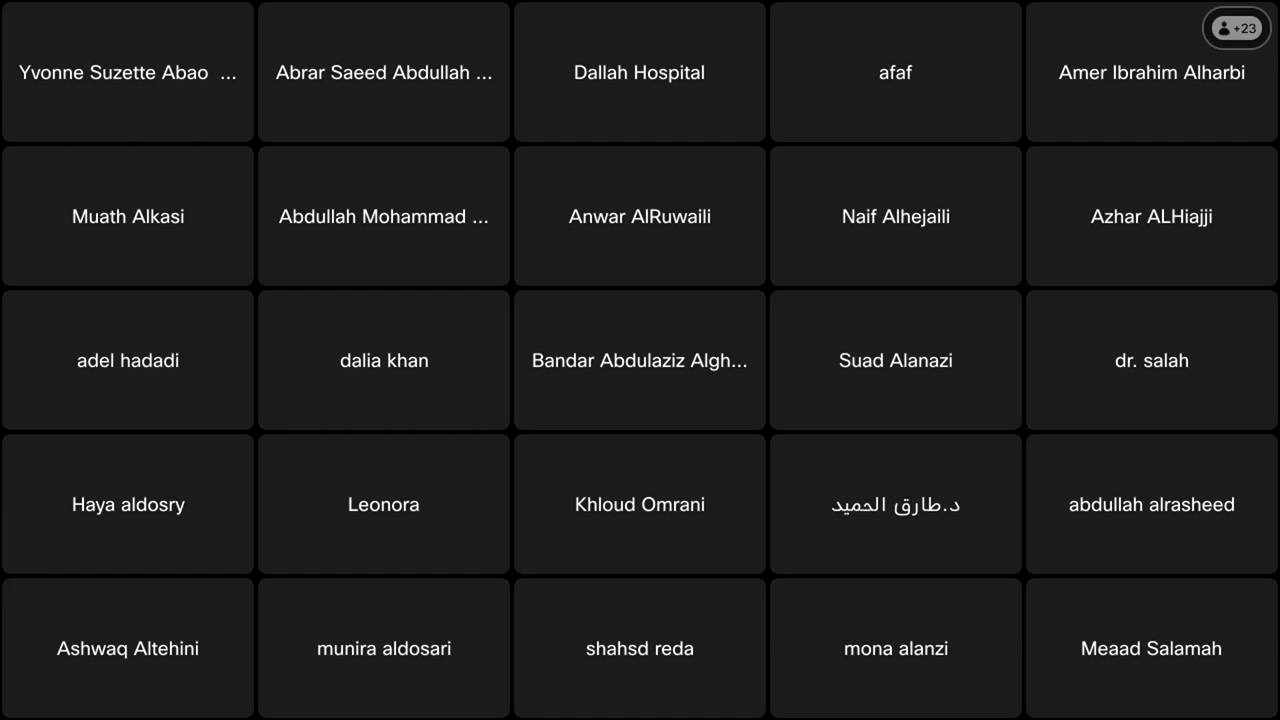 +23
Yvonne Suzette Abao ...
Abrar Saeed Abdullah ...
Dallah Hospital
afaf
Amer Ibrahim Alharbi
Muath Alkasi
Abdullah Mohammad ...
Anwar AlRuwaili
Naif Alhejaili
Azhar ALHiajji
adel hadadi
dalia khan
Bandar Abdulaziz Algh...
Suad Alanazi
dr. salah
Haya aldosry
Leonora
Khloud Omrani
د.طارق الحميد
abdullah alrasheed
Ashwaq Altehini
munira aldosari
shahsd reda
mona alanzi
Meaad Salamah